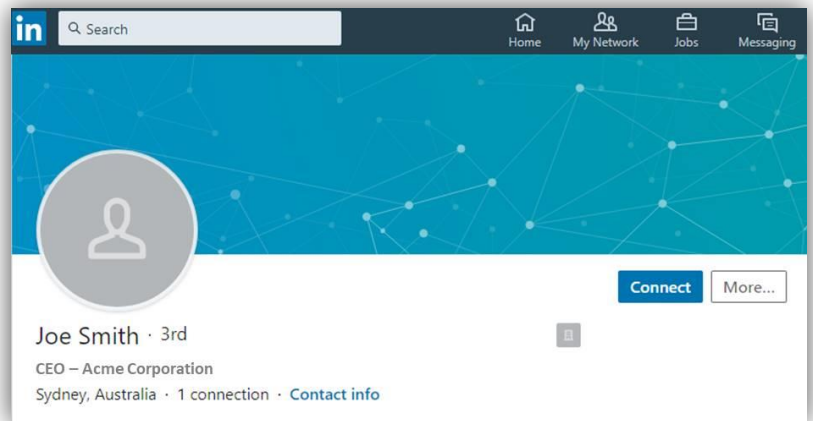 in
Search
Home My Network Jobs Messaging
Connect More...
Joe Smith · 3rd
CEO – Acme Corporation
Sydney, Australia · 1 connection · Contact info